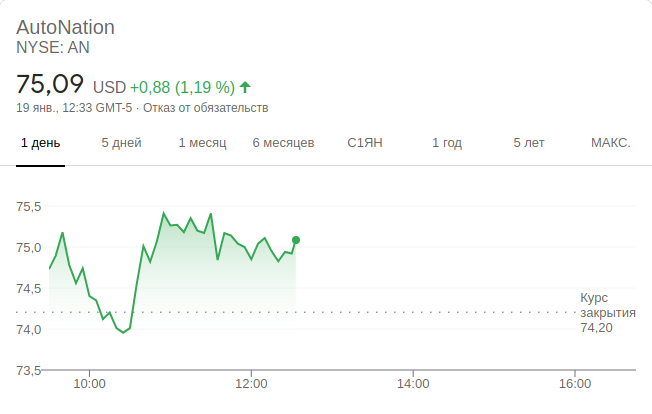 AutoNation
NYSE: AN
75,09 USD +0,88 (1,19 %)
19 янв., 12:33 GMT-5 · Отказ от обязательств
1 день 5 дней 1 месяц 6 месяцев С1ЯН 1 год 5 лет МАКС.
75,5
75,0
74,5
74,0
73,5
Курс
закрытия
74,20
10:00 12:00 14:00 16:00